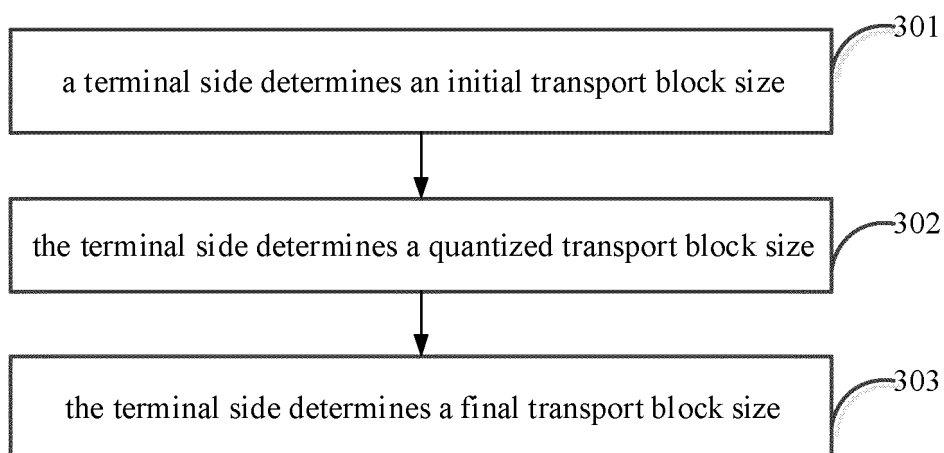 301
a terminal side determines an initial transport block size
302
the terminal side determines a quantized transport block size
303
the terminal side determines a final transport block size